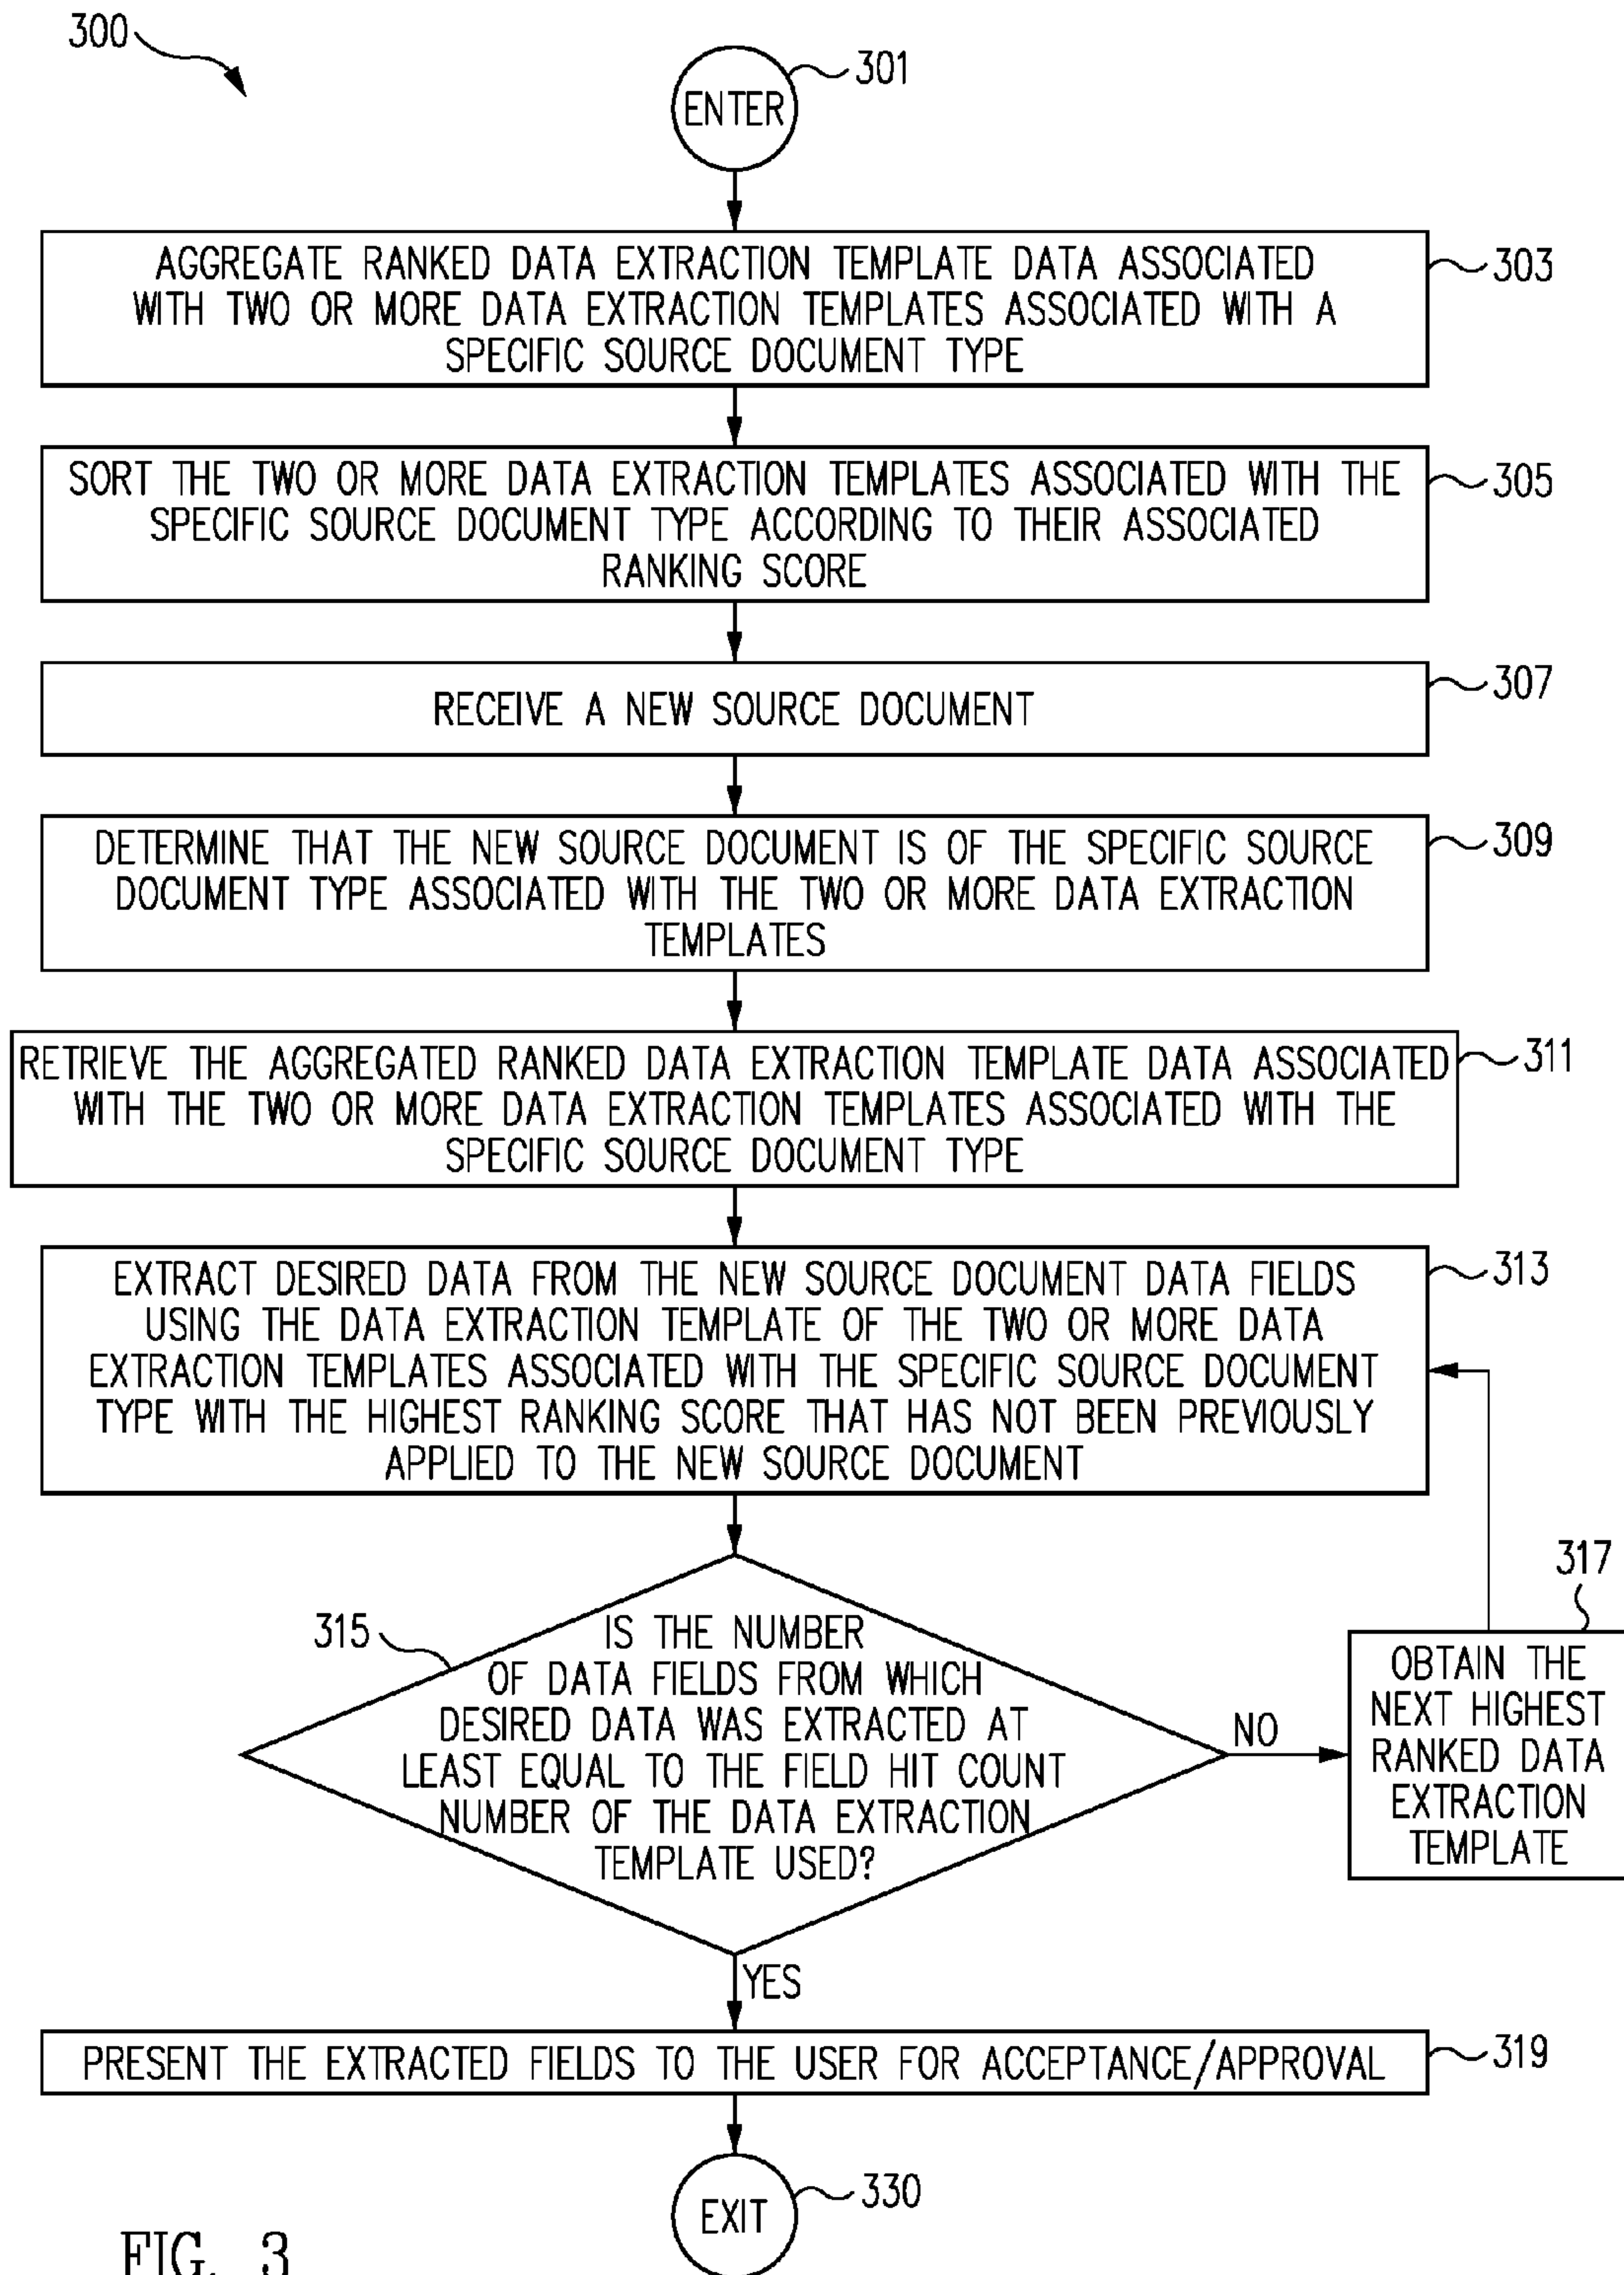 300
301
ENTER
AGGREGATE RANKED DATA EXTRACTION TEMPLATE DATA ASSOCIATED
WITH TWO OR MORE DATA EXTRACTION TEMPLATES ASSOCIATED WITH A
SPECIFIC SOURCE DOCUMENT TYPE
303
SORT THE TWO OR MORE DATA EXTRACTION TEMPLATES ASSOCIATED WITH THE
SPECIFIC SOURCE DOCUMENT TYPE ACCORDING TO THEIR ASSOCIATED
RANKING SCORE
305
RECEIVE A NEW SOURCE DOCUMENT
307
DETERMINE THAT THE NEW SOURCE DOCUMENT IS OF THE SPECIFIC SOURCE
DOCUMENT TYPE ASSOCIATED WITH THE TWO OR MORE DATA EXTRACTION
TEMPLATES
309
RETRIEVE THE AGGREGATED RANKED DATA EXTRACTION TEMPLATE DATA ASSOCIATED
WITH THE TWO OR MORE DATA EXTRACTION TEMPLATES ASSOCIATED WITH THE
SPECIFIC SOURCE DOCUMENT TYPE
311
EXTRACT DESIRED DATA FROM THE NEW SOURCE DOCUMENT DATA FIELDS
USING THE DATA EXTRACTION TEMPLATE OF THE TWO OR MORE DATA
EXTRACTION TEMPLATES ASSOCIATED WITH THE SPECIFIC SOURCE DOCUMENT
TYPE WITH THE HIGHEST RANKING SCORE THAT HAS NOT BEEN PREVIOUSLY
APPLIED TO THE NEW SOURCE DOCUMENT
313
315
IS THE NUMBER
OF DATA FIELDS FROM WHICH
DESIRED DATA WAS EXTRACTED AT
LEAST EQUAL TO THE FIELD HIT COUNT
NUMBER OF THE DATA EXTRACTION
TEMPLATE USED?
NO
317
OBTAIN THE
NEXT HIGHEST
RANKED DATA
EXTRACTION
TEMPLATE
YES
PRESENT THE EXTRACTED FIELDS TO THE USER FOR ACCEPTANCE/APPROVAL
319
EXIT
330
FIG. 3